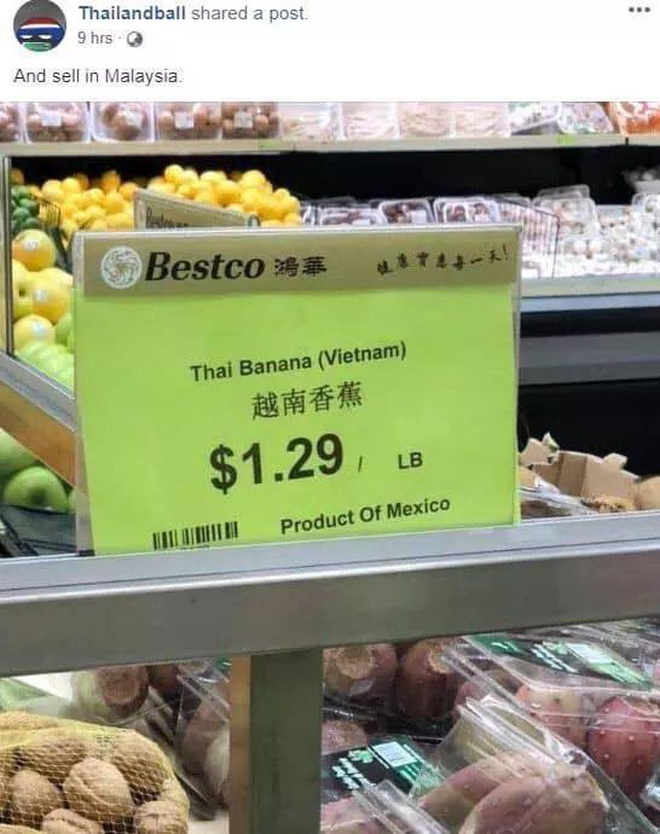 Thailandball shared a post.
9 hrs
And sell in Malaysia.
Bestco 鴻華
Thai Banana (Vietnam)
越南香蕉
$1.29 / LB
Product Of Mexico